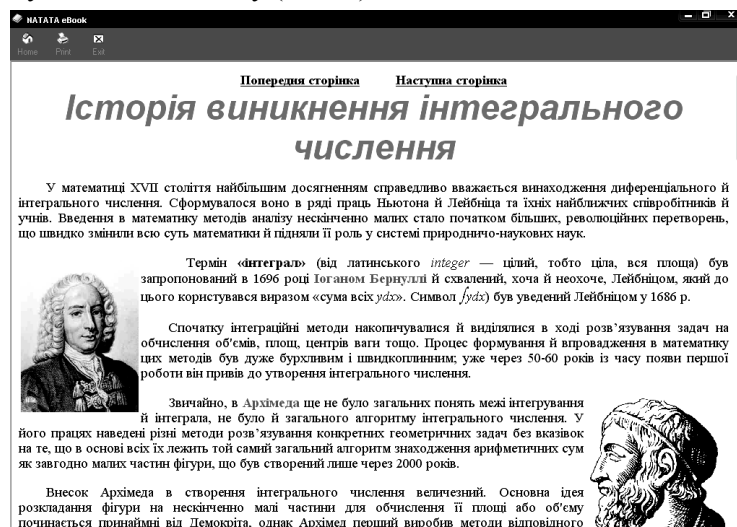 NATATA eBook
Home Print Exit
Попередня сторінка Наступна сторінка
Історія виникнення інтегрального
числення
У математиці XVII століття найбільшим досягненням справедливо вважається винаходження диференціального й
інтегрального числення. Сформувалося воно в ряді праць Ньютона й Лейбніца та їхніх найближчих співробітників й
учнів. Введення в математику методів аналізу нескінченно малих стало початком більших, революційних перетворень,
що швидко змінили всю суть математики й підняли її роль у системі природничо-наукових наук.
Термін «інтеграл» (від латинського integer — цілий, тобто ціла, вся площа) був
запропонований в 1696 році Іоганом Бернуллі й схвалений, хоча й неохоче, Лейбніцом, який до
цього користувався виразом «сума всіх ydx». Символ ∫ydx) був уведений Лейбніцом у 1686 р.
Спочатку інтеграційні методи накопичувалися й виділялися в ході розв’язування задач на
обчислення об'ємів, площ, центрів ваги тощо. Процес формування й впровадження в математику
цих методів був дуже бурхливим і швидкоплинним; уже через 50-60 років із часу появи першої
роботи він привів до утворення інтегрального числення.
Звичайно, в Архімеда ще не було загальних понять межі інтегрування
й інтеграла, не було й загального алгоритму інтегрального числення. У
його працях наведені різні методи розв’язування конкретних геометричних задач без вказівок
на те, що в основі всіх їх лежить той самий загальний алгоритм знаходження арифметичних сум
як завгодно малих частин фігури, що був створений лише через 2000 років.
Внесок Архімеда в створення інтегрального числення величезний. Основна ідея
розкладання фігури на нескінченно малі частини для обчислення її площі або об'єму
починається принаймні від Демокріта, однак Архімед перший виробив методи відповідного